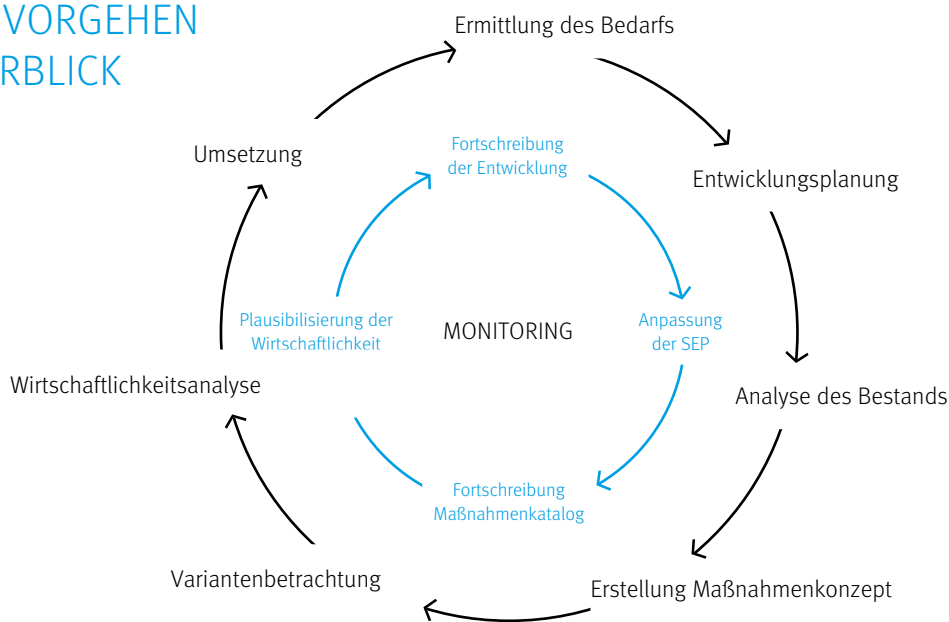 VORGEHEN
RBLICK
Ermittlung des Bedarfs
Entwicklungsplanung
Analyse des Bestands
Erstellung Maßnahmenkonzept
Variantenbetrachtung
Wirtschaftlichkeitsanalyse
Umsetzung
Fortschreibung
der Entwicklung
Anpassung
der SEP
Fortschreibung
Maßnahmenkatalog
Plausibilisierung der
Wirtschaftlichkeit
MONITORING